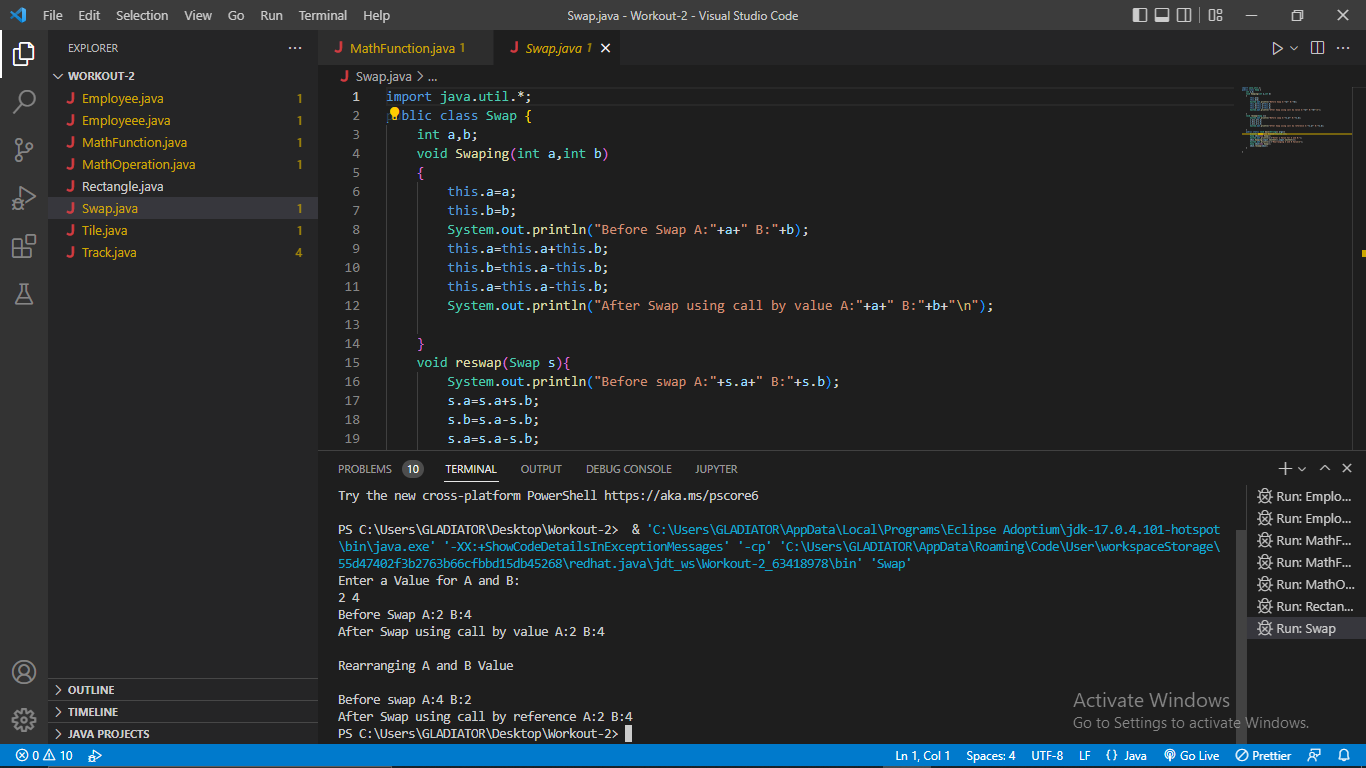 File Edit Selection View Go Run Terminal Help Swap.java - Workout-2 - Visual Studio Code
EXPLORER
WORKOUT-2
Employee.java 1
Employeee.java 1
MathFunction.java 1
MathOperation.java 1
Rectangle.java
Swap.java 1
Tile.java 1
Track.java 4
OUTLINE
TIMELINE
JAVA PROJECTS
MathFunction.java 1 Swap.java 1
Swap.java > ...
1 import java.util.*;
2 blic class Swap {
3 int a,b;
4 void Swaping(int a,int b)
5 {
6 this.a=a;
7 this.b=b;
8 System.out.println("Before Swap A:"+a+" B:"+b);
9 this.a=this.a+this.b;
10 this.b=this.a-this.b;
11 this.a=this.a-this.b;
12 System.out.println("After Swap using call by value A:"+a+" B:"+b+"\n");
13
14 }
15 void reswap(Swap s){
16 System.out.println("Before swap A:"+s.a+" B:"+s.b);
17 s.a=s.a+s.b;
18 s.b=s.a-s.b;
19 s.a=s.a-s.b;
PROBLEMS 10 TERMINAL OUTPUT DEBUG CONSOLE JUPYTER
Try the new cross-platform PowerShell https://aka.ms/pscore6
PS C:\Users\GLADIATOR\Desktop\Workout-2>  & 'C:\Users\GLADIATOR\AppData\Local\Programs\Eclipse Adoptium\jdk-17.0.4.101-hotspot
\bin\java.exe' '-XX:+ShowCodeDetailsInExceptionMessages' '-cp' 'C:\Users\GLADIATOR\AppData\Roaming\Code\User\workspaceStorage\
55d47402f3b2763b66cfbbd15db45268\redhat.java\jdt_ws\Workout-2_63418978\bin' 'Swap'
Enter a Value for A and B:
2 4
Before Swap A:2 B:4
After Swap using call by value A:2 B:4
Rearranging A and B Value
Before swap A:4 B:2
After Swap using call by reference A:2 B:4
PS C:\Users\GLADIATOR\Desktop\Workout-2>
Run: Emplo...
Run: Emplo...
Run: MathF...
Run: MathF...
Run: MathO...
Run: Rectan...
Run: Swap
Activate Windows
Go to Settings to activate Windows.
0 10 Ln 1, Col 1 Spaces: 4 UTF-8 LF {} Java Go Live Prettier